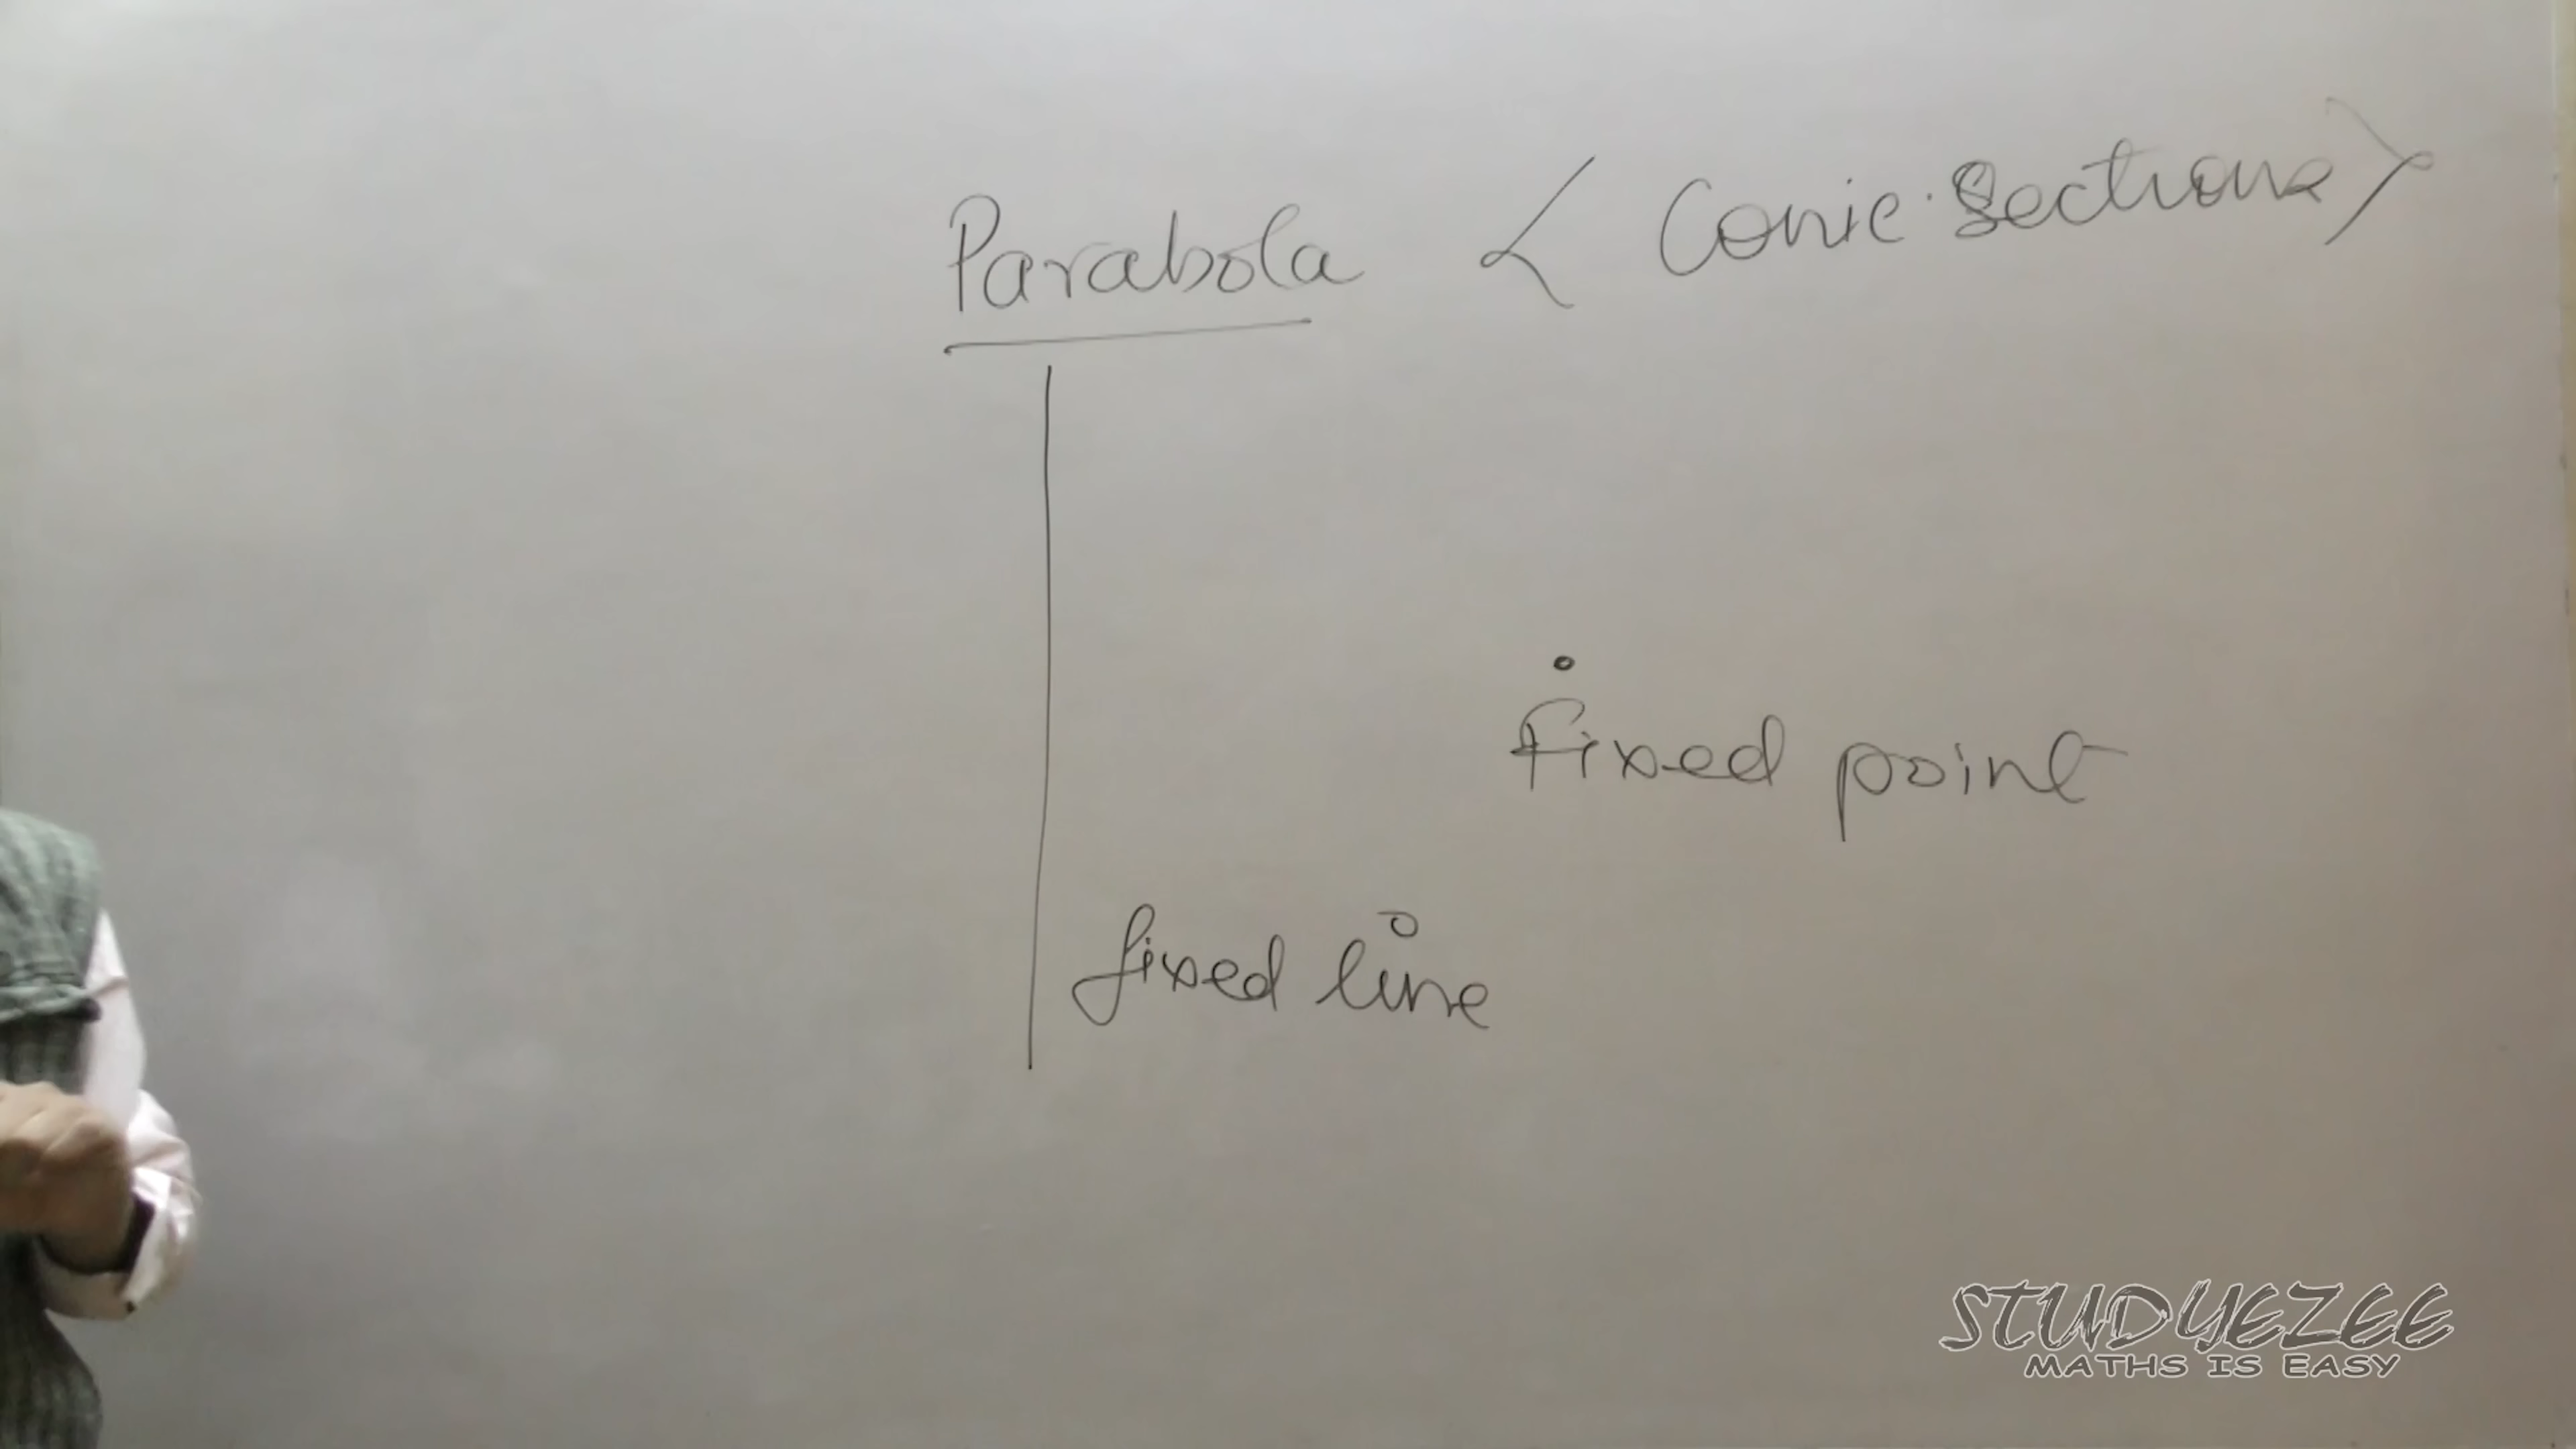 Parabola < Conic Sections >
fixed point
fixed line
STUDYEZEE
MATHS IS EASY